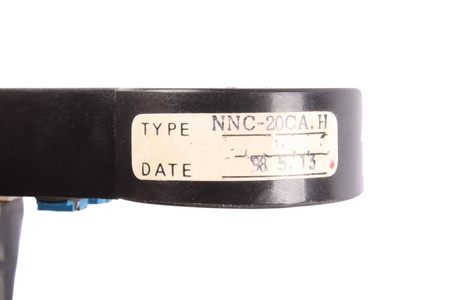 TYPE NNC-20CA.H
DATE '98 5.13